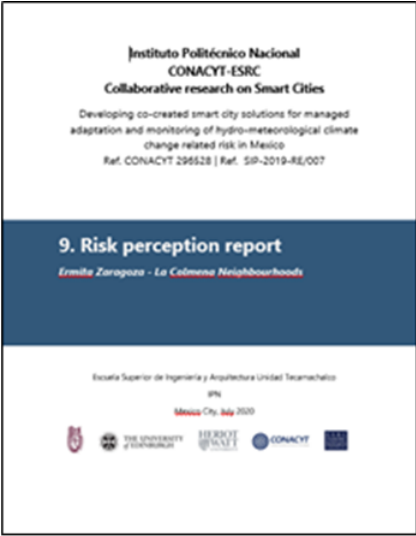 Instituto Politécnico Nacional
CONACYT-ESRC
Collaborative research on Smart Cities
Developing co-created smart city solutions for managed
adaptation and monitoring of hydro-meteorological climate
change related risk in Mexico
Ref. CONACYT 296528 | Ref. SIP-2019-RE/007
9. Risk perception report
Ermita Zaragoza - La Colmena Neighbourhoods
Escuela Superior de Ingeniería y Arquitectura Unidad Tecamachalco
IPN
Mexico City, July 2020
THE UNIVERSITY
of EDINBURGH
HERIOT
WATT
UNIVERSITY
CONACYT